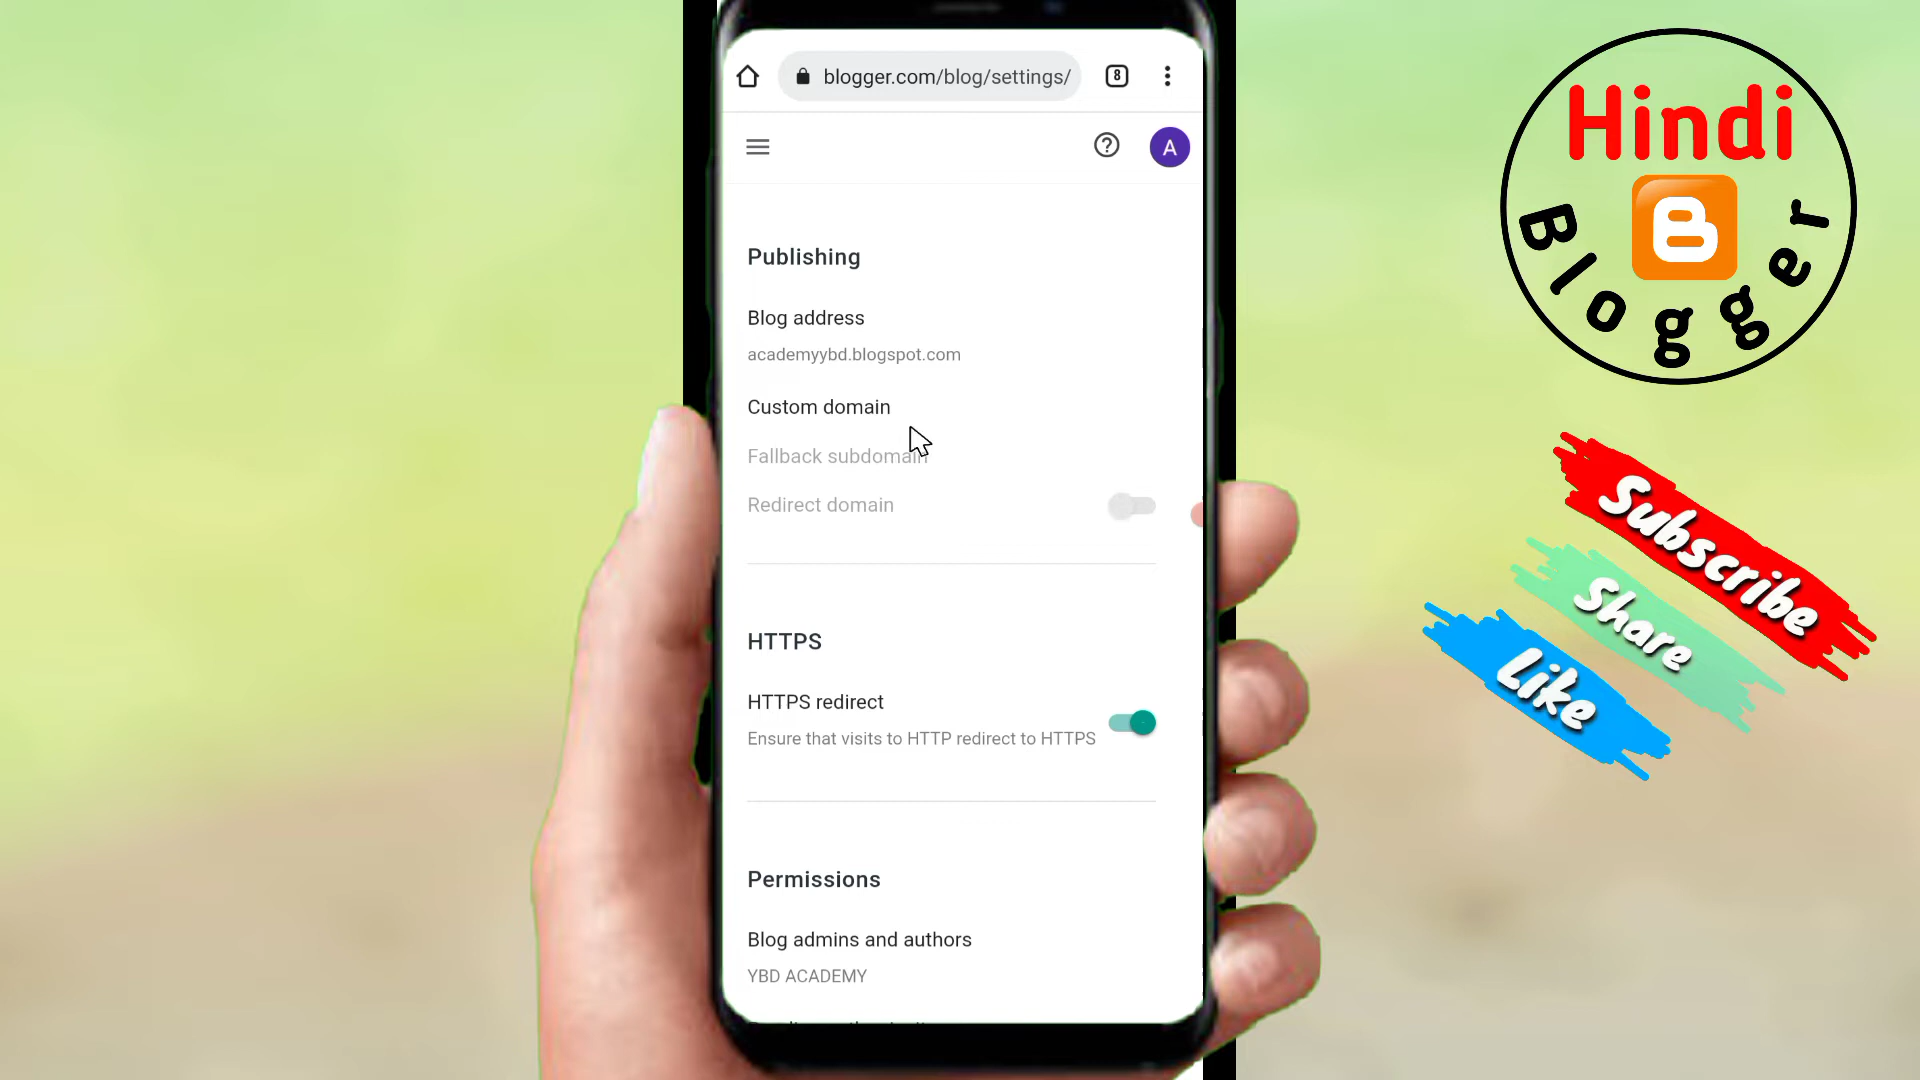 blogger.com/blog/settings/
8
A
Publishing
Blog address
academyybd.blogspot.com
Custom domain
Fallback subdomain
Redirect domain
HTTPS
HTTPS redirect
Ensure that visits to HTTP redirect to HTTPS
Permissions
Blog admins and authors
YBD ACADEMY
Hindi
B
Blogger
Subscribe
Share
Like